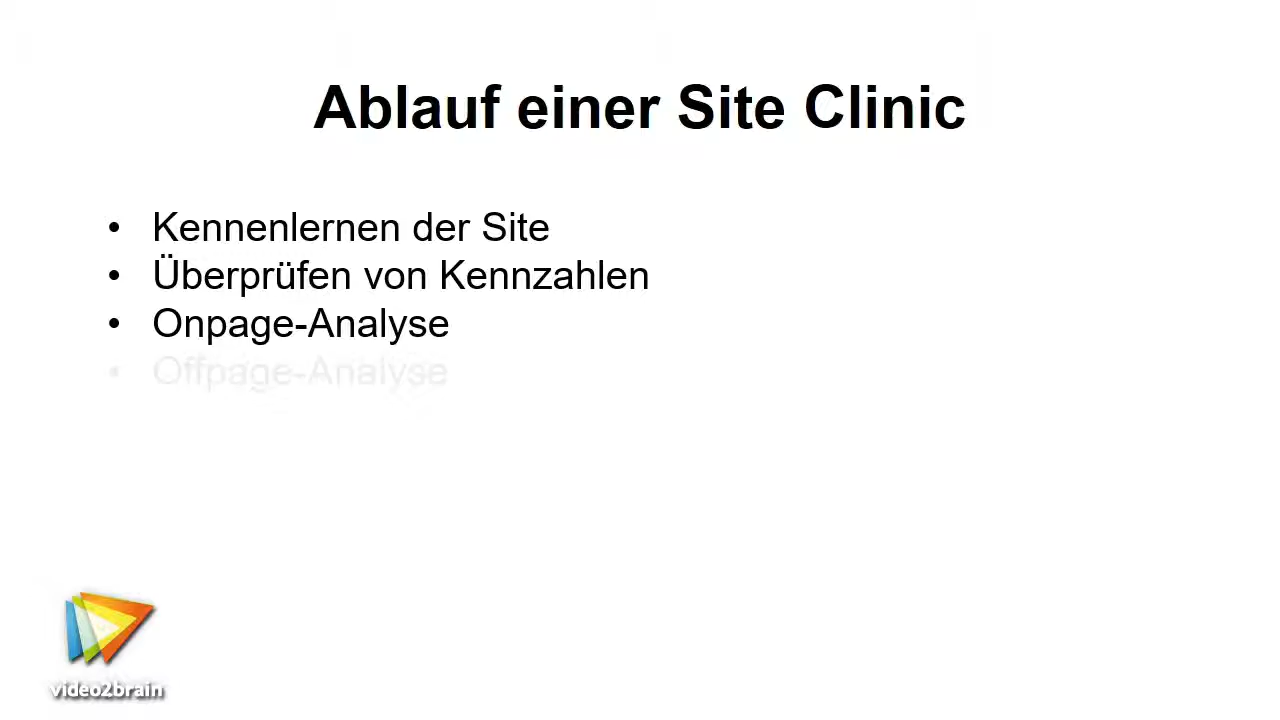 Ablauf einer Site Clinic
• Kennenlernen der Site
• Überprüfen von Kennzahlen
• Onpage-Analyse
• Offpage-Analyse
video2brain